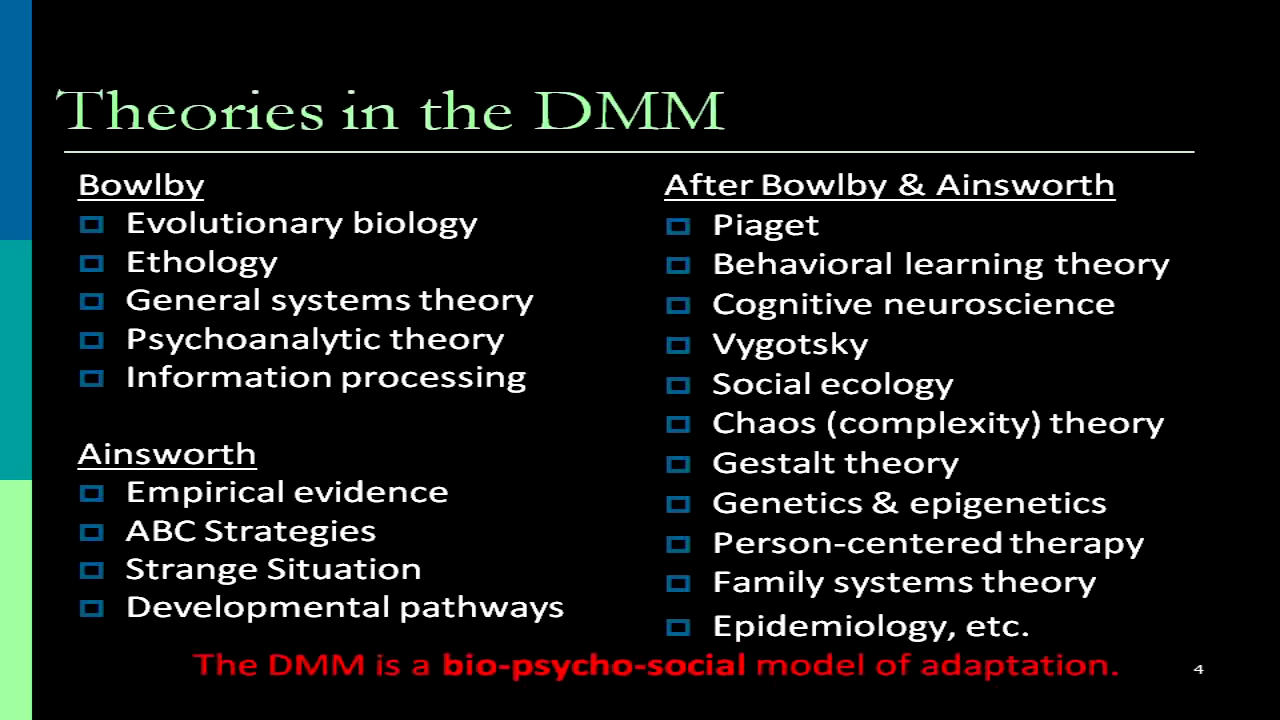 Theories in the DMM
Bowlby
Evolutionary biology
Ethology
General systems theory
Psychoanalytic theory
Information processing
Ainsworth
Empirical evidence
ABC Strategies
Strange Situation
Developmental pathways
After Bowlby & Ainsworth
Piaget
Behavioral learning theory
Cognitive neuroscience
Vygotsky
Social ecology
Chaos (complexity) theory
Gestalt theory
Genetics & epigenetics
Person-centered therapy
Family systems theory
Epidemiology, etc.
The DMM is a bio-psycho-social model of adaptation.
4